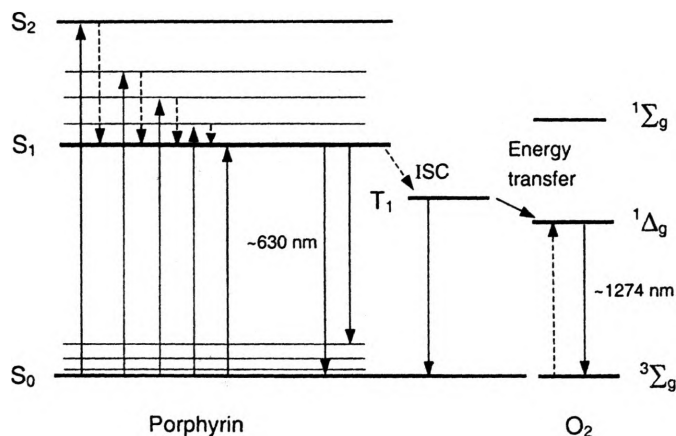 S₂
¹Σg
S₁
Energy
transfer
ISC
T₁
¹Δg
~630 nm
~1274 nm
S₀
³Σg
Porphyrin
O₂